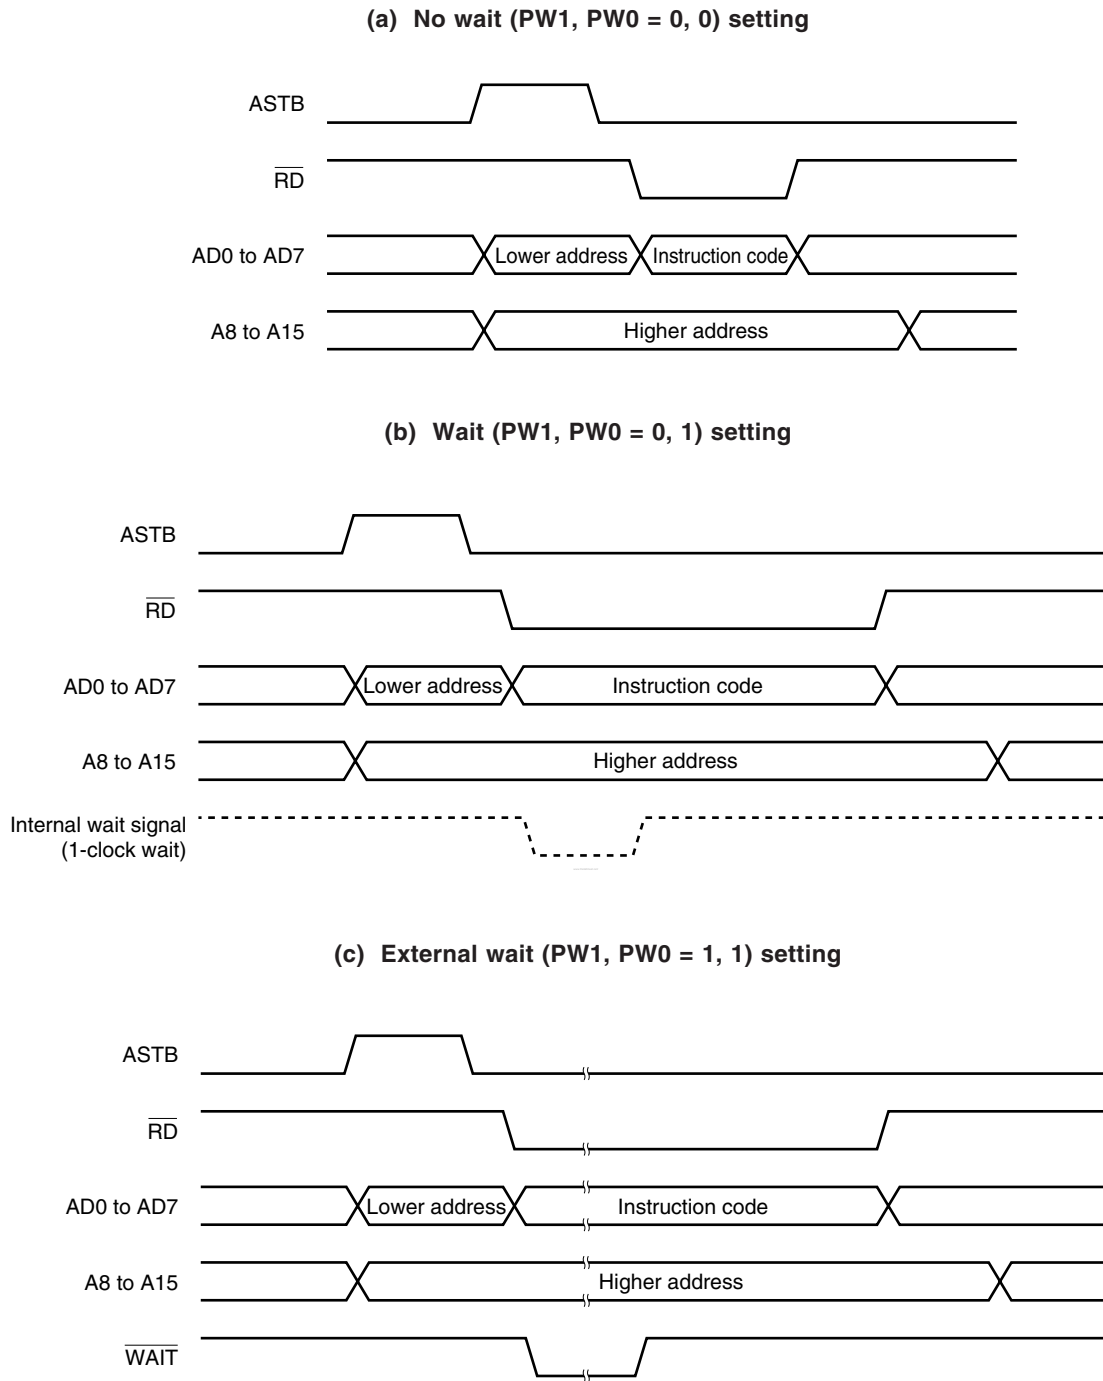 (a) No wait (PW1, PW0 = 0, 0) setting
ASTB
RD
AD0 to AD7
Lower address
Instruction code
A8 to A15
Higher address
(b) Wait (PW1, PW0 = 0, 1) setting
ASTB
RD
AD0 to AD7
Lower address
Instruction code
A8 to A15
Higher address
Internal wait signal
(1-clock wait)
(c) External wait (PW1, PW0 = 1, 1) setting
ASTB
RD
AD0 to AD7
Lower address
Instruction code
A8 to A15
Higher address
WAIT